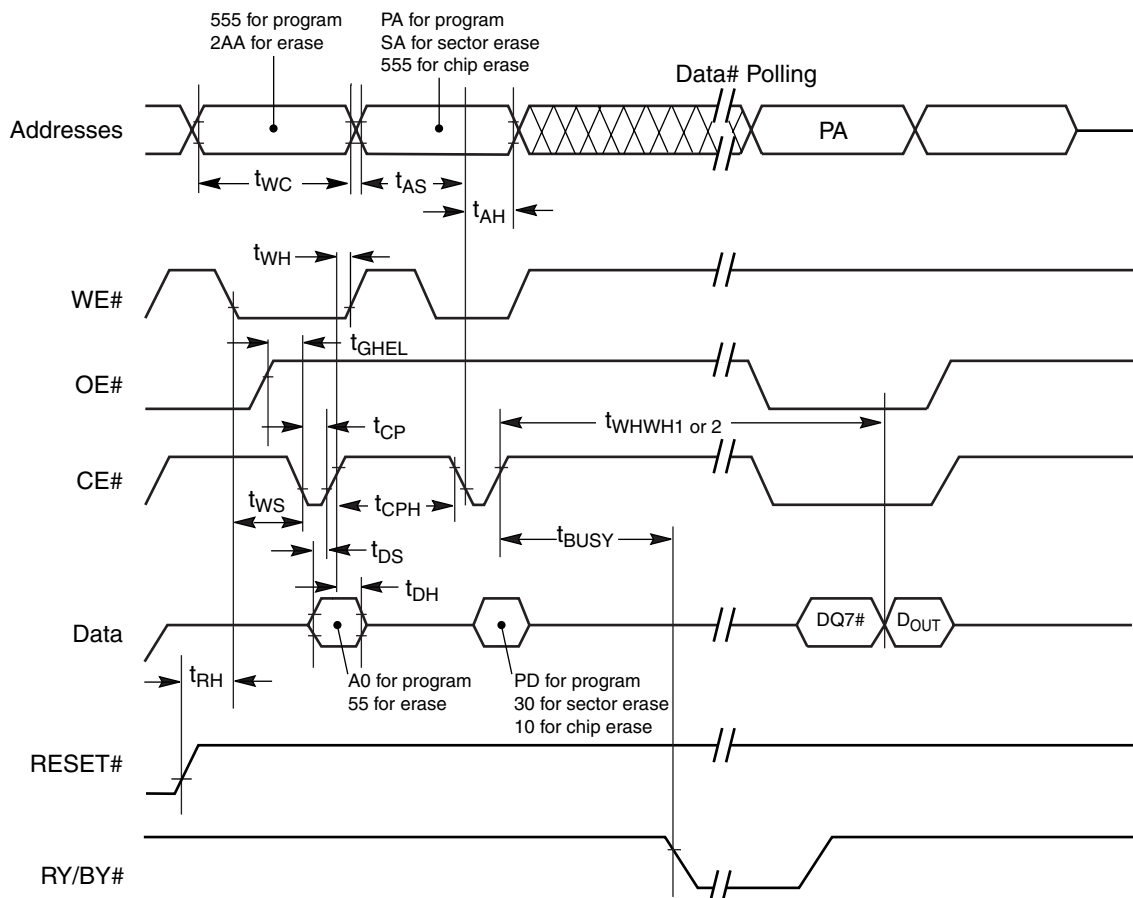 555 for program
2AA for erase
PA for program
SA for sector erase
555 for chip erase
Data# Polling
Addresses
PA
tWC
tAS
tAH
tWH
WE#
tGHEL
OE#
tWHWH1 or 2
tCP
CE#
tWS
tCPH
tBUSY
tDS
tDH
Data
DQ7#
DOUT
tRH
A0 for program
55 for erase
PD for program
30 for sector erase
10 for chip erase
RESET#
RY/BY#